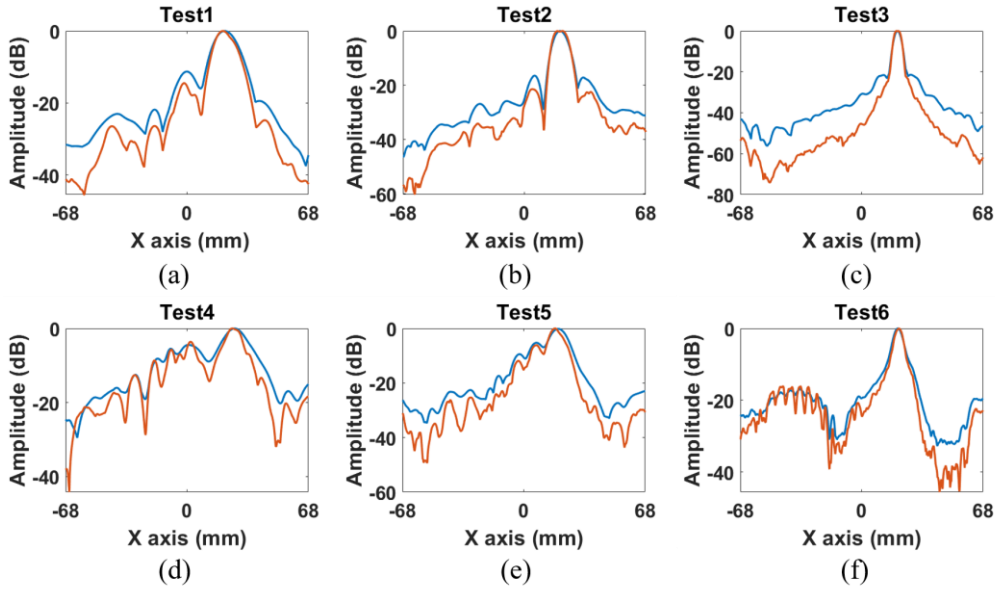 Test1
Amplitude (dB)
0
-20
-40
-68
0
68
X axis (mm)
(a)
Test2
Amplitude (dB)
0
-20
-40
-60
-68
0
68
X axis (mm)
(b)
Test3
Amplitude (dB)
0
-20
-40
-60
-80
-68
0
68
X axis (mm)
(c)
Test4
Amplitude (dB)
0
-20
-40
-68
0
68
X axis (mm)
(d)
Test5
Amplitude (dB)
0
-20
-40
-60
-68
0
68
X axis (mm)
(e)
Test6
Amplitude (dB)
0
-20
-40
-68
0
68
X axis (mm)
(f)